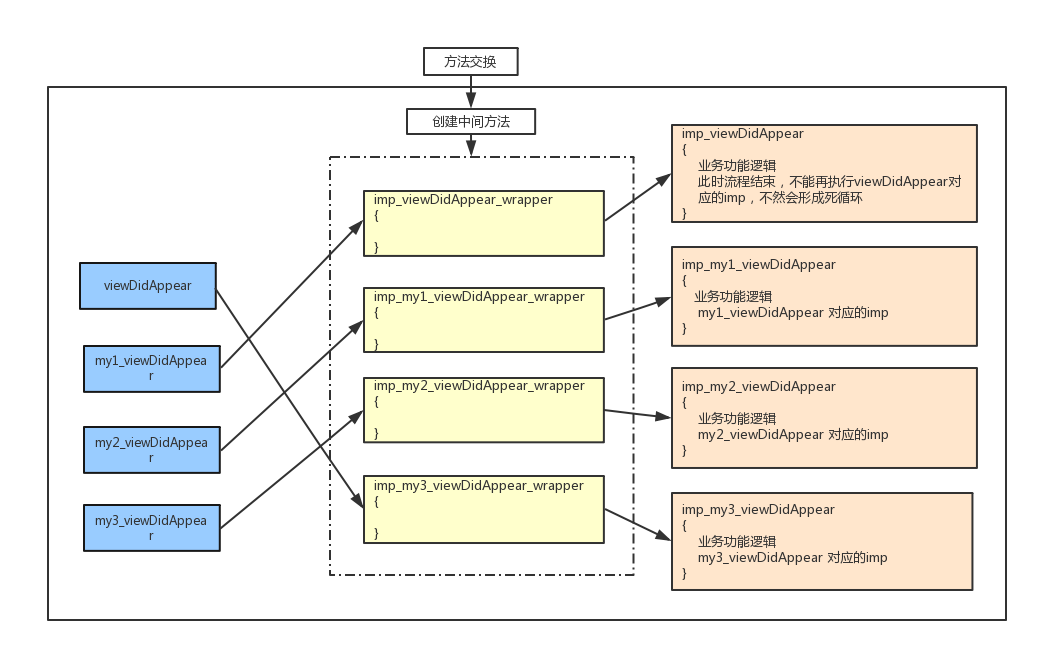 方法交换
创建中间方法
viewDidAppear
my1_viewDidAppea
r
my2_viewDidAppea
r
my3_viewDidAppea
r
imp_viewDidAppear_wrapper
{
}
imp_my1_viewDidAppear_wrapper
{
}
imp_my2_viewDidAppear_wrapper
{
}
imp_my3_viewDidAppear_wrapper
{
}
imp_viewDidAppear
{
业务功能逻辑
此时流程结束，不能再执行viewDidAppear对
应的imp，不然会形成死循环
}
imp_my1_viewDidAppear
{
业务功能逻辑
my1_viewDidAppear 对应的imp
}
imp_my2_viewDidAppear
{
业务功能逻辑
my2_viewDidAppear 对应的imp
}
imp_my3_viewDidAppear
{
业务功能逻辑
my3_viewDidAppear 对应的imp
}